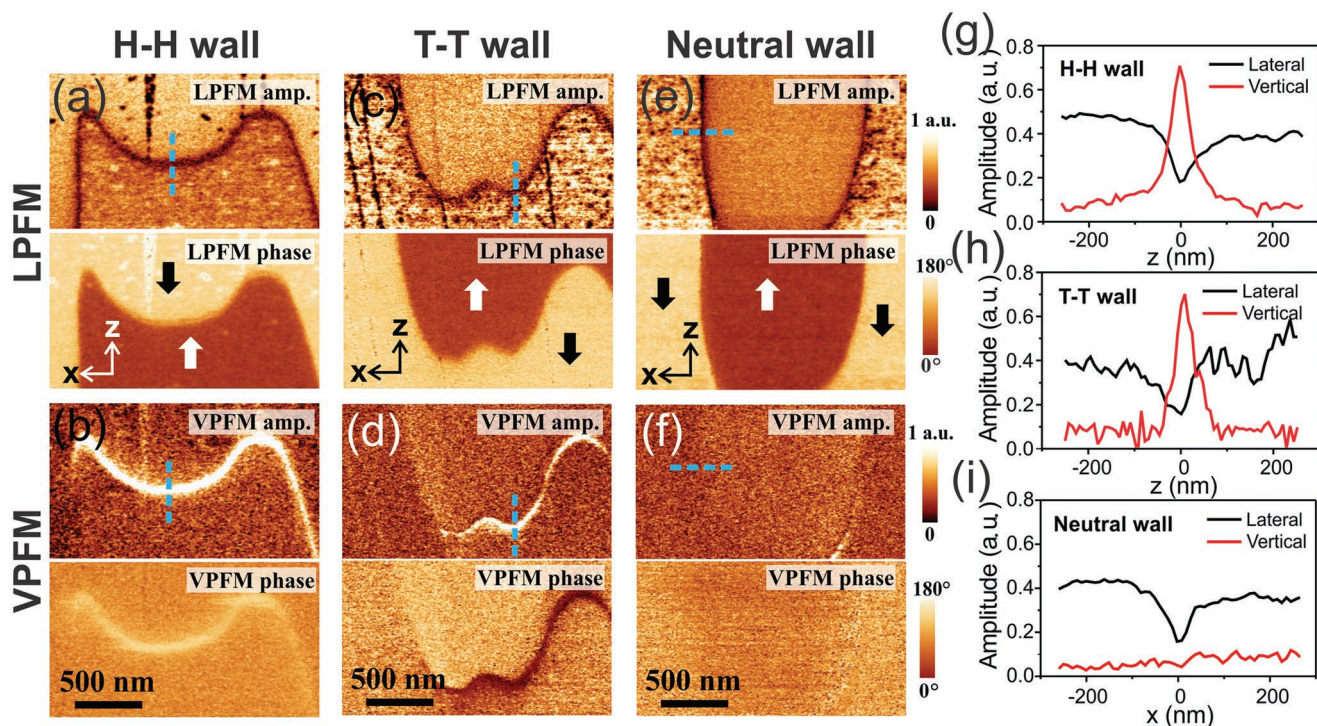 H-H wall
T-T wall
Neutral wall
LPFM
VPFM
(a)
LPFM amp.
LPFM phase
z
x
(c)
LPFM amp.
LPFM phase
z
x
(e)
LPFM amp.
LPFM phase
z
x
1 a.u.
0
180°
0°
(b)
VPFM amp.
VPFM phase
500 nm
(d)
VPFM amp.
VPFM phase
500 nm
(f)
VPFM amp.
VPFM phase
500 nm
1 a.u.
0
180°
0°
(g)
H-H wall
Lateral
Vertical
Amplitude (a. u.)
0.8
0.6
0.4
0.2
0.0
-200
0
200
z (nm)
(h)
T-T wall
Lateral
Vertical
Amplitude (a. u.)
0.8
0.6
0.4
0.2
0.0
-200
0
200
z (nm)
(i)
Neutral wall
Lateral
Vertical
Amplitude (a.u.)
0.8
0.6
0.4
0.2
0.0
-200
0
200
x (nm)